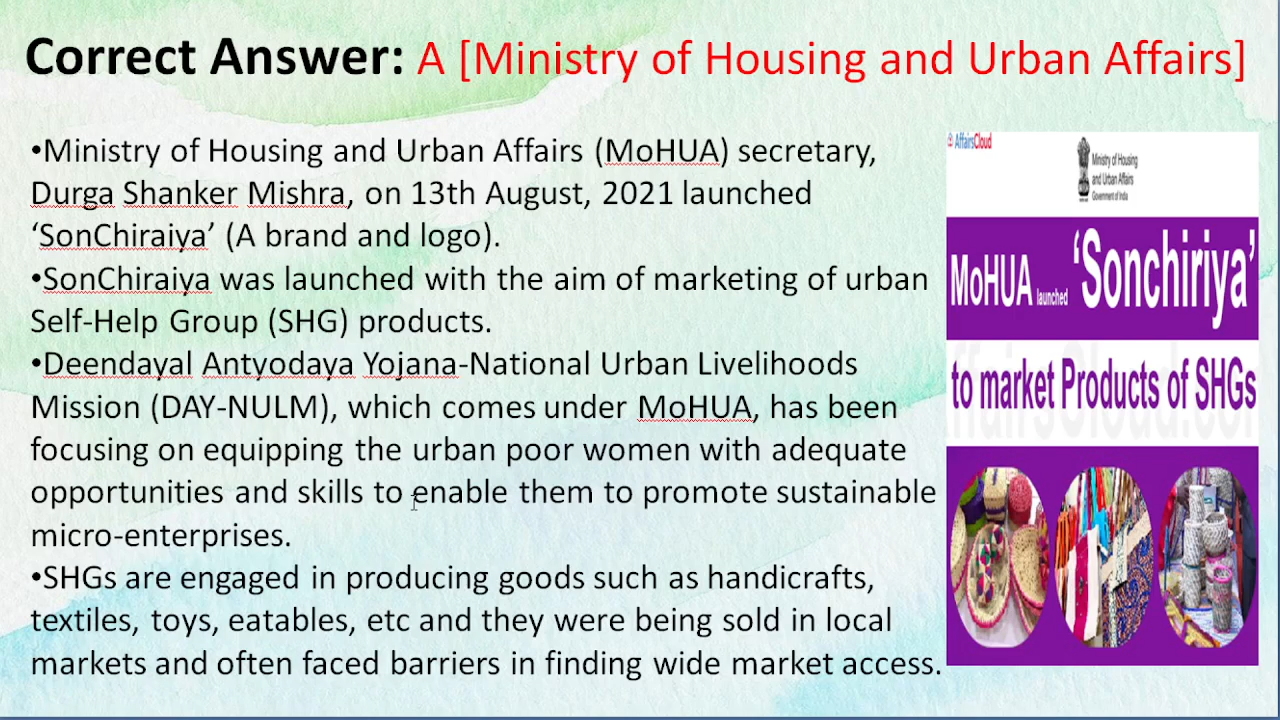 Correct Answer: A [Ministry of Housing and Urban Affairs]
•Ministry of Housing and Urban Affairs (MoHUA) secretary,
Durga Shanker Mishra, on 13th August, 2021 launched
‘SonChiraiya’ (A brand and logo).
•SonChiraiya was launched with the aim of marketing of urban
Self-Help Group (SHG) products.
•Deendayal Antyodaya Yojana-National Urban Livelihoods
Mission (DAY-NULM), which comes under MoHUA, has been
focusing on equipping the urban poor women with adequate
opportunities and skills to enable them to promote sustainable
micro-enterprises.
•SHGs are engaged in producing goods such as handicrafts,
textiles, toys, eatables, etc and they were being sold in local
markets and often faced barriers in finding wide market access.
AffairsCloud
Ministry of Housing
and Urban Affairs
Government of India
MoHUA launched ‘Sonchiriya’
to market Products of SHGs